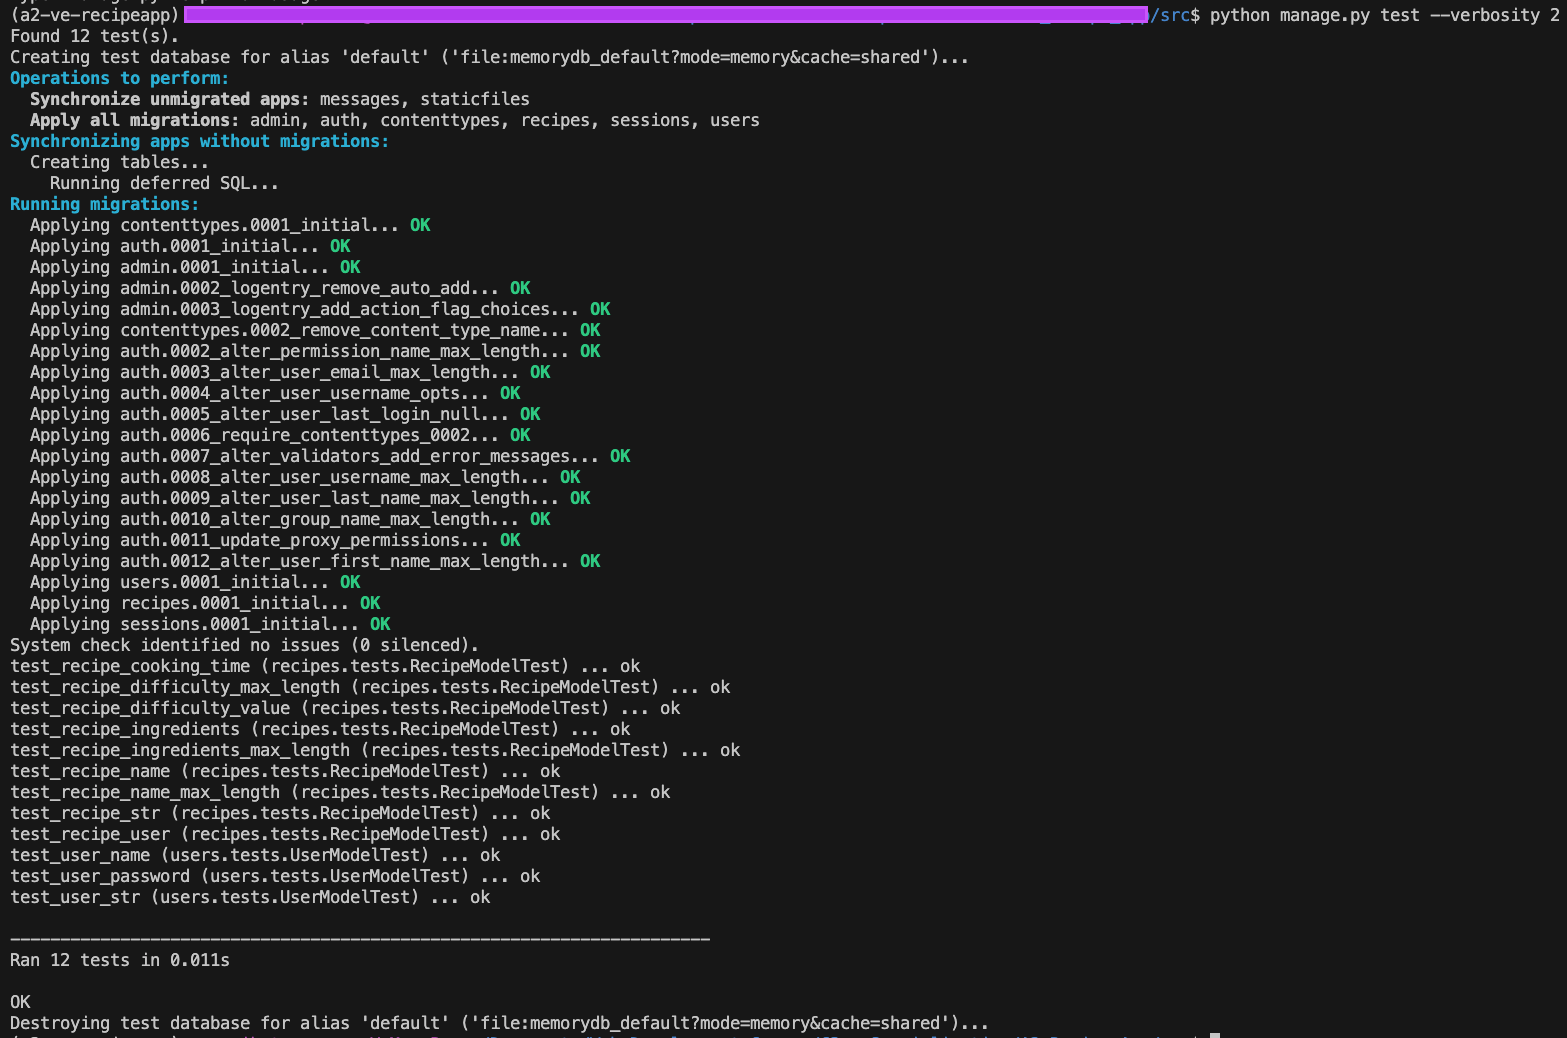 (a2-ve-recipeapp) /src$ python manage.py test --verbosity 2
Found 12 test(s).
Creating test database for alias 'default' ('file:memorydb_default?mode=memory&cache=shared')...
Operations to perform:
  Synchronize unmigrated apps: messages, staticfiles
  Apply all migrations: admin, auth, contenttypes, recipes, sessions, users
Synchronizing apps without migrations:
  Creating tables...
    Running deferred SQL...
Running migrations:
  Applying contenttypes.0001_initial... OK
  Applying auth.0001_initial... OK
  Applying admin.0001_initial... OK
  Applying admin.0002_logentry_remove_auto_add... OK
  Applying admin.0003_logentry_add_action_flag_choices... OK
  Applying contenttypes.0002_remove_content_type_name... OK
  Applying auth.0002_alter_permission_name_max_length... OK
  Applying auth.0003_alter_user_email_max_length... OK
  Applying auth.0004_alter_user_username_opts... OK
  Applying auth.0005_alter_user_last_login_null... OK
  Applying auth.0006_require_contenttypes_0002... OK
  Applying auth.0007_alter_validators_add_error_messages... OK
  Applying auth.0008_alter_user_username_max_length... OK
  Applying auth.0009_alter_user_last_name_max_length... OK
  Applying auth.0010_alter_group_name_max_length... OK
  Applying auth.0011_update_proxy_permissions... OK
  Applying auth.0012_alter_user_first_name_max_length... OK
  Applying users.0001_initial... OK
  Applying recipes.0001_initial... OK
  Applying sessions.0001_initial... OK
System check identified no issues (0 silenced).
test_recipe_cooking_time (recipes.tests.RecipeModelTest) ... ok
test_recipe_difficulty_max_length (recipes.tests.RecipeModelTest) ... ok
test_recipe_difficulty_value (recipes.tests.RecipeModelTest) ... ok
test_recipe_ingredients (recipes.tests.RecipeModelTest) ... ok
test_recipe_ingredients_max_length (recipes.tests.RecipeModelTest) ... ok
test_recipe_name (recipes.tests.RecipeModelTest) ... ok
test_recipe_name_max_length (recipes.tests.RecipeModelTest) ... ok
test_recipe_str (recipes.tests.RecipeModelTest) ... ok
test_recipe_user (recipes.tests.RecipeModelTest) ... ok
test_user_name (users.tests.UserModelTest) ... ok
test_user_password (users.tests.UserModelTest) ... ok
test_user_str (users.tests.UserModelTest) ... ok
----------------------------------------------------------------------
Ran 12 tests in 0.011s
OK
Destroying test database for alias 'default' ('file:memorydb_default?mode=memory&cache=shared')...